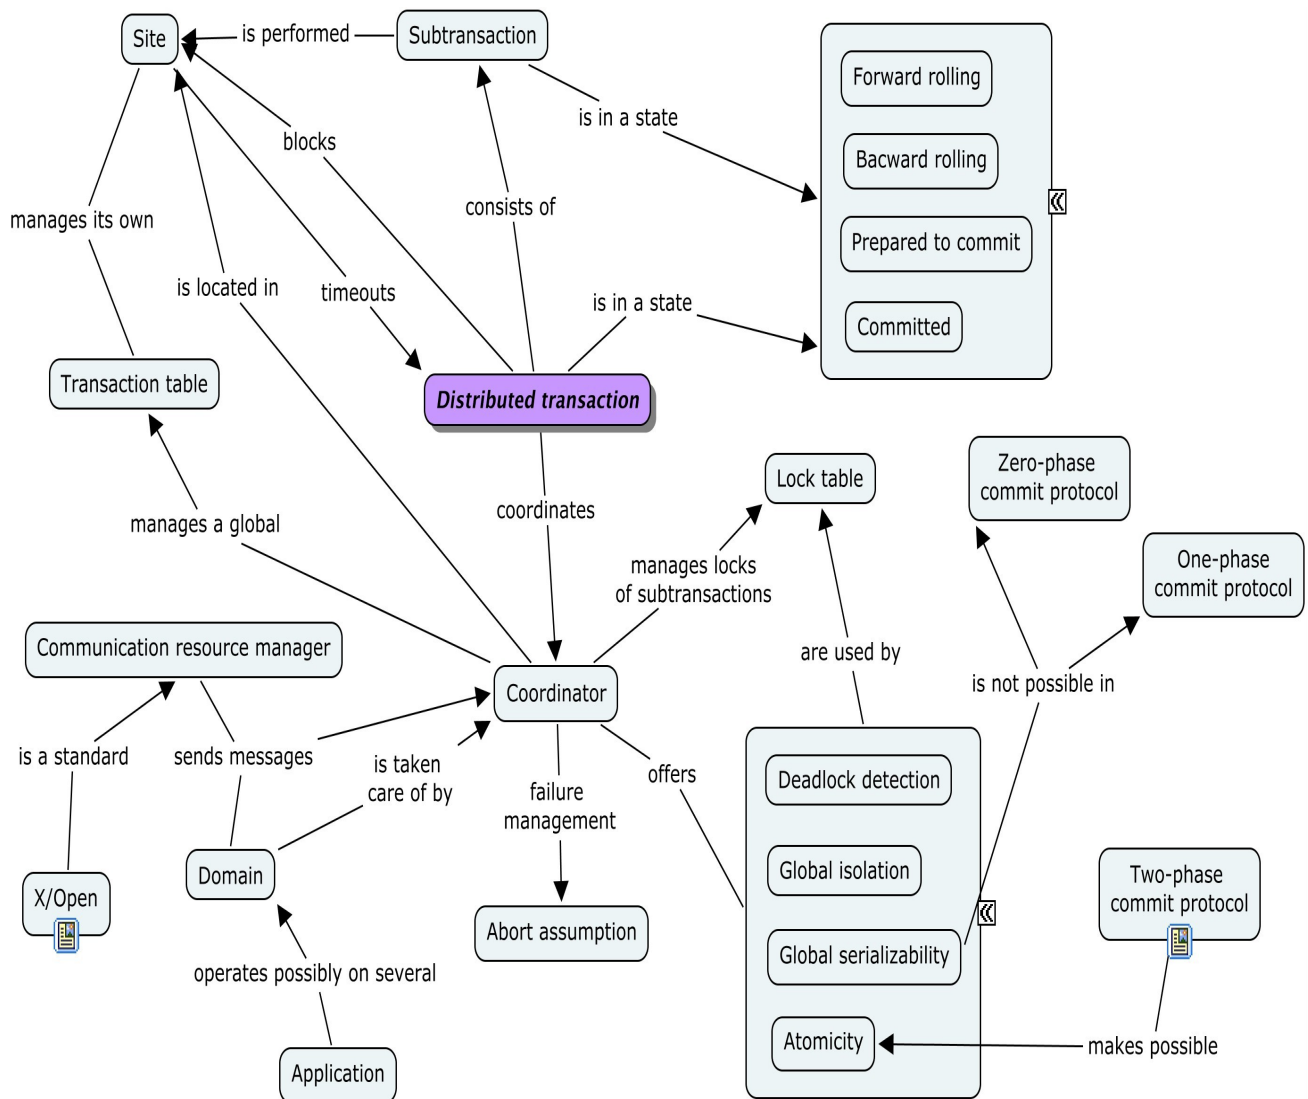 Site
is performed
Subtransaction
Forward rolling
is in a state
blocks
Bacward rolling
manages its own
consists of
Prepared to commit
is located in
timeouts
is in a state
Committed
Transaction table
Distributed transaction
Zero-phase
commit protocol
Lock table
manages a global
coordinates
One-phase
commit protocol
manages locks
of subtransactions
Communication resource manager
are used by
is not possible in
Coordinator
is a standard
sends messages
is taken
care of by
offers
Deadlock detection
failure
management
Global isolation
Domain
X/Open
Two-phase
commit protocol
Abort assumption
Global serializability
operates possibly on several
Atomicity
makes possible
Application